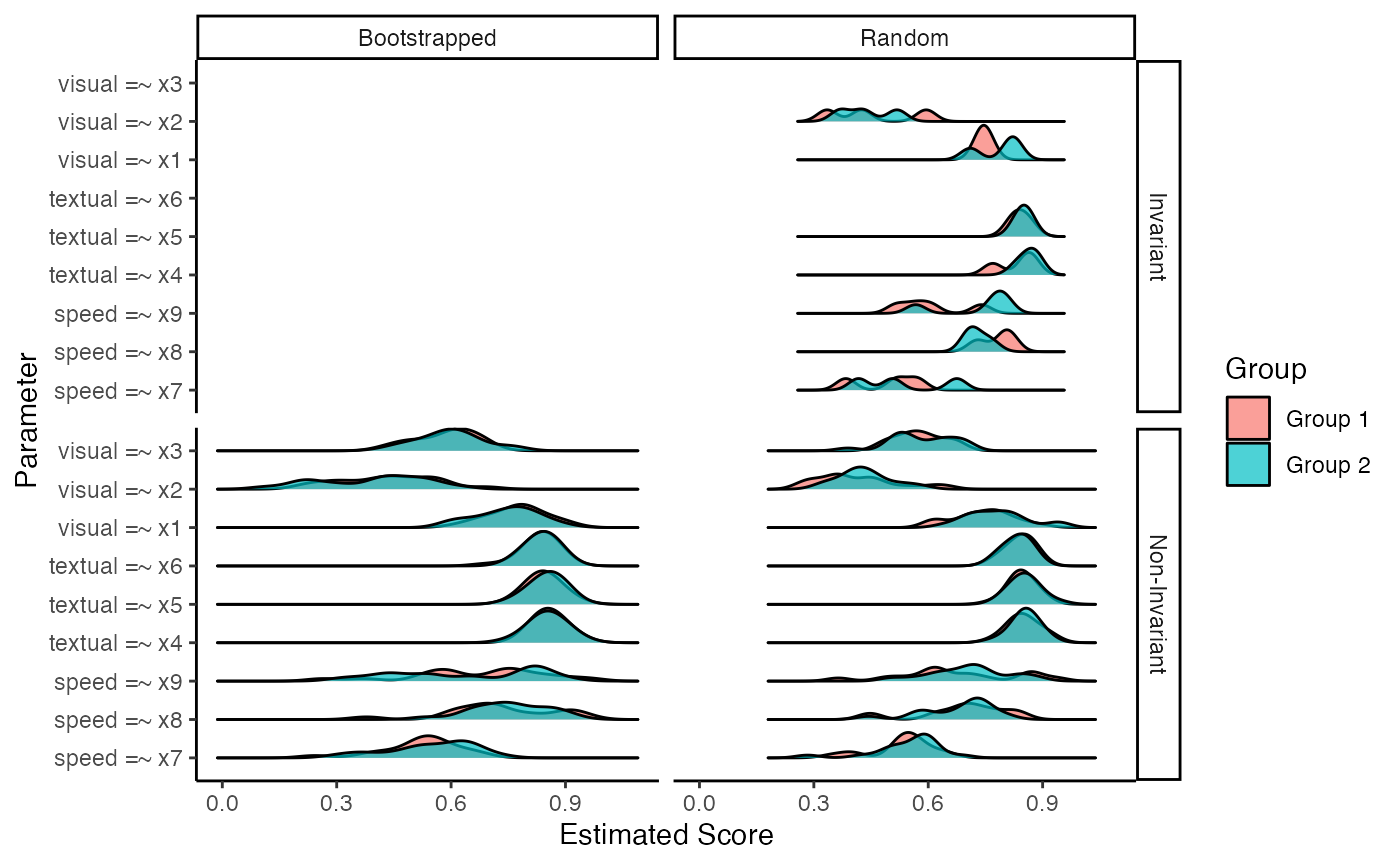 Bootstrapped
Random
visual =~ x3
visual =~ x2
visual =~ x1
textual =~ x6
textual =~ x5
textual =~ x4
speed =~ x9
speed =~ x8
speed =~ x7
Invariant
visual =~ x3
visual =~ x2
visual =~ x1
textual =~ x6
textual =~ x5
textual =~ x4
speed =~ x9
speed =~ x8
speed =~ x7
Non-Invariant
Parameter
0.0 0.3 0.6 0.9
0.0 0.3 0.6 0.9
Estimated Score
Group
Group 1
Group 2